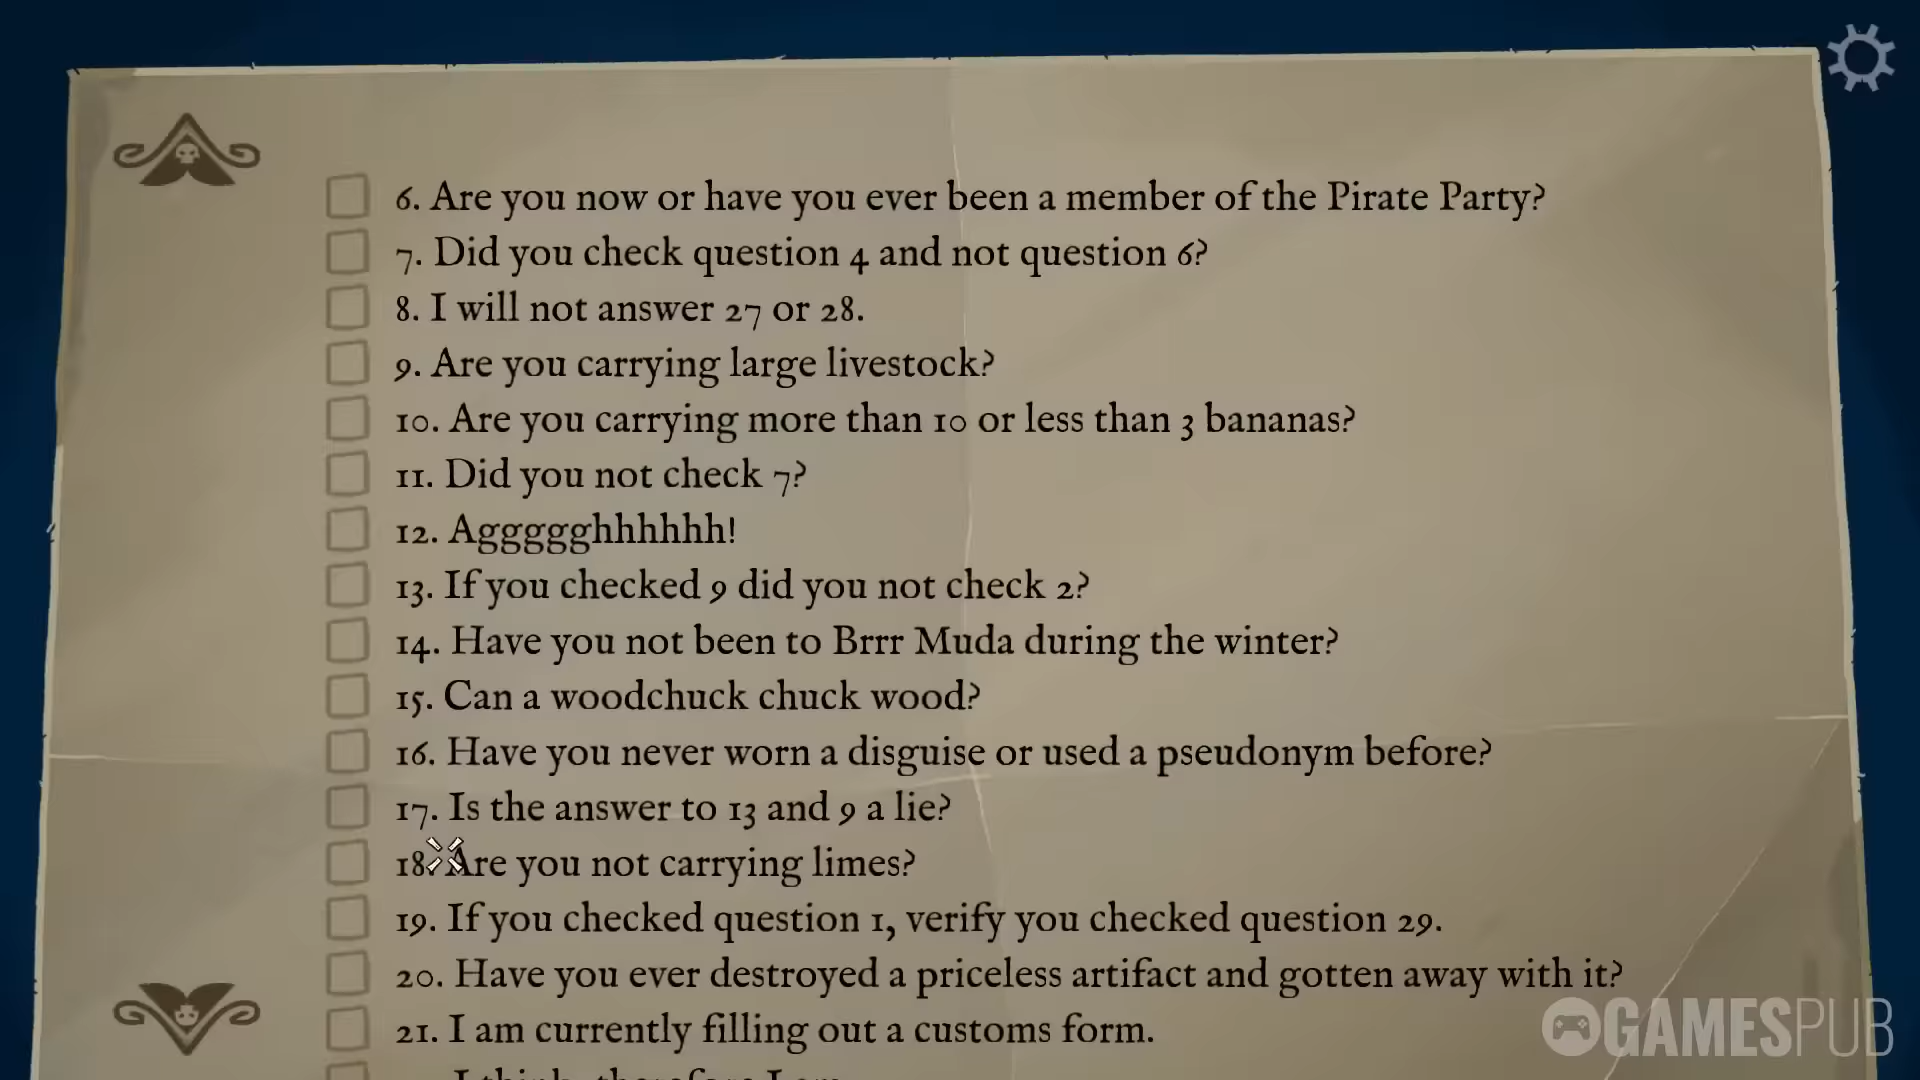 6. Are you now or have you ever been a member of the Pirate Party?
7. Did you check question 4 and not question 6?
8. I will not answer 27 or 28.
9. Are you carrying large livestock?
10. Are you carrying more than 10 or less than 3 bananas?
11. Did you not check 7?
12. Agggggghhhhhh!
13. If you checked 9 did you not check 2?
14. Have you not been to Brrr Muda during the winter?
15. Can a woodchuck chuck wood?
16. Have you never worn a disguise or used a pseudonym before?
17. Is the answer to 13 and 9 a lie?
18. Are you not carrying limes?
19. If you checked question 1, verify you checked question 29.
20. Have you ever destroyed a priceless artifact and gotten away with it?
21. I am currently filling out a customs form.
I think, therefore I am
GAMESPUB